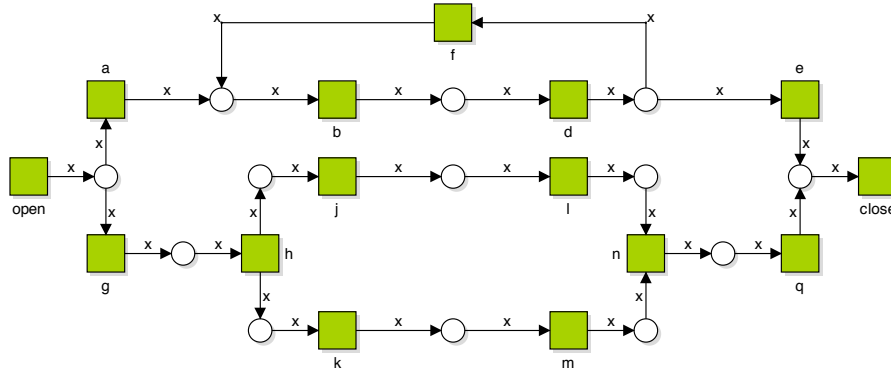 x x
f
a e
x x x x x x
b d
x x
open x x x x x x x close
j l
x x x x
g x x h n x x q
x x
x x x x
k m